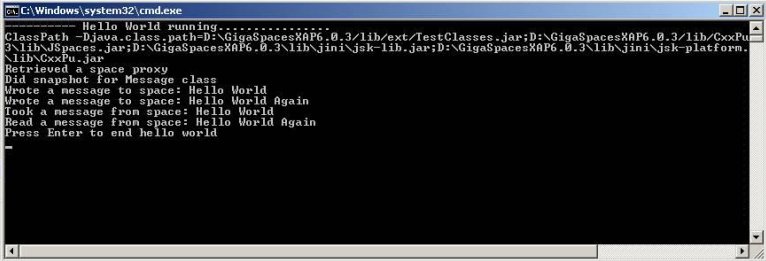 C:\Windows\system32\cmd.exe
---------- Hello World running................
ClassPath -Djava.class.path=D:\GigaSpacesXAP6.0.3/lib/ext/TestClasses.jar;D:\GigaSpacesXAP6.0.3/lib/CxxPu
3\lib\JSpaces.jar;D:\GigaSpacesXAP6.0.3\lib\jini\jsk-lib.jar;D:\GigaSpacesXAP6.0.3\lib\jini\jsk-platform.
\lib\CxxPu.jar
Retrieved a space proxy
Did snapshot for Message class
Wrote a message to space: Hello World
Wrote a message to space: Hello World Again
Took a message from space: Hello World
Read a message from space: Hello World Again
Press Enter to end hello world